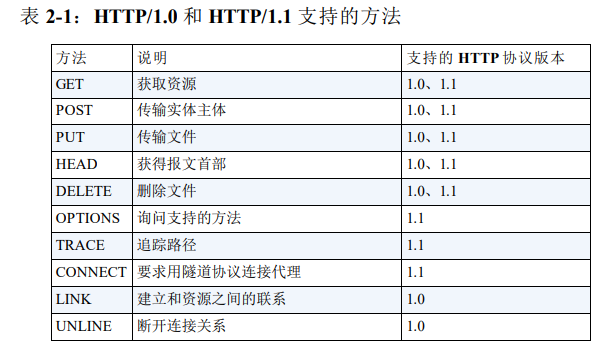 表 2-1：HTTP/1.0 和 HTTP/1.1 支持的方法
方法 说明 支持的 HTTP 协议版本
GET 获取资源 1.0、1.1
POST 传输实体主体 1.0、1.1
PUT 传输文件 1.0、1.1
HEAD 获得报文首部 1.0、1.1
DELETE 删除文件 1.0、1.1
OPTIONS 询问支持的方法 1.1
TRACE 追踪路径 1.1
CONNECT 要求用隧道协议连接代理 1.1
LINK 建立和资源之间的联系 1.0
UNLINE 断开连接关系 1.0